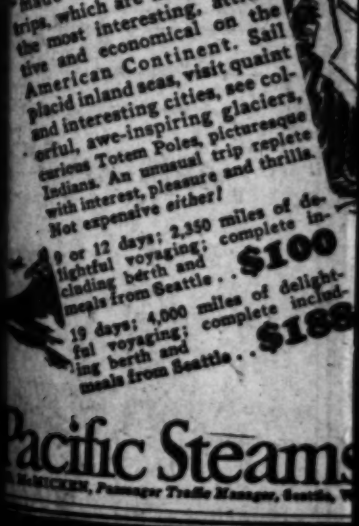 trips, which are
the most interesting,
tive and economical on the
American Continent. Sail
placid inland seas, visit quaint
and interesting cities, see col-
orful, awe-inspiring glaciers,
curious Totem Poles, picturesque
Indians. An unusual trip replete
with interest, pleasure and thrills.
Not expensive either!
9 or 12 days; 2,350 miles of de-
lightful voyaging; complete in-
cluding berth and
meals from Seattle . . $100
19 days; 4,000 miles of delight-
ful voyaging; complete includ-
ing berth and
meals from Seattle . . $188
Pacific Steams
McMICKEN, Passenger Traffic Manager, Seattle, W